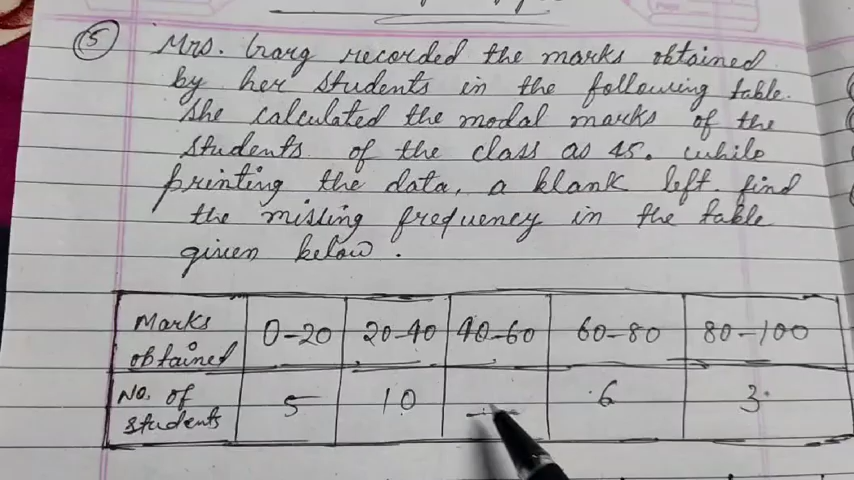 5 Mrs. Garg recorded the marks obtained
by her students in the following table.
She calculated the modal marks of the
students of the class as 45. while
printing the data, a blank left. find
the missing frequency in the table
given below.
Marks obtained 0-20 20-40 40-60 60-80 80-100
No. of students 5 10 — 6 3